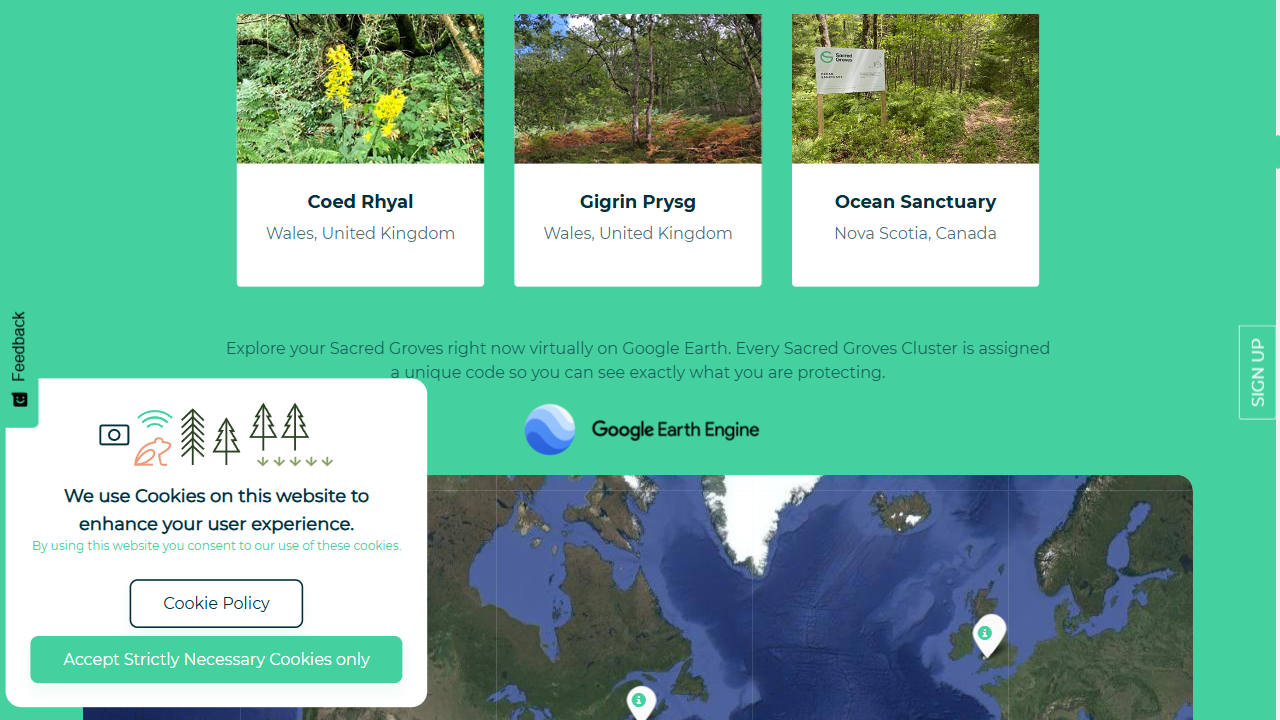 Sacred
Groves
Coed Rhyal
Wales, United Kingdom
Gigrin Prysg
Wales, United Kingdom
Ocean Sanctuary
Nova Scotia, Canada
Explore your Sacred Groves right now virtually on Google Earth. Every Sacred Groves Cluster is assigned
a unique code so you can see exactly what you are protecting.
Google Earth Engine
Feedback
SIGN UP
We use Cookies on this website to
enhance your user experience.
By using this website you consent to our use of these cookies.
Cookie Policy
Accept Strictly Necessary Cookies only